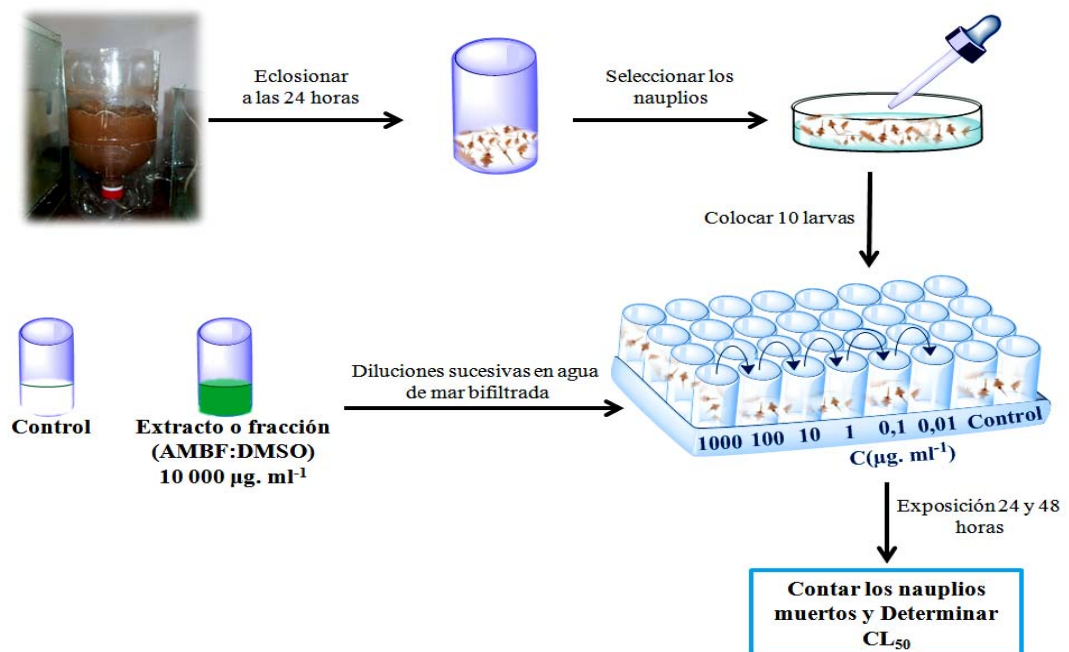 Eclosionar
a las 24 horas
Seleccionar los
nauplios
Colocar 10 larvas
Control
Extracto o fracción
(AMBF:DMSO)
10 000 µg. ml⁻¹
Diluciones sucesivas en agua
de mar bifiltrada
1000 100 10 1 0,1 0,01 Control
C(µg. ml⁻¹)
Exposición 24 y 48
horas
Contar los nauplios
muertos y Determinar
CL₅₀